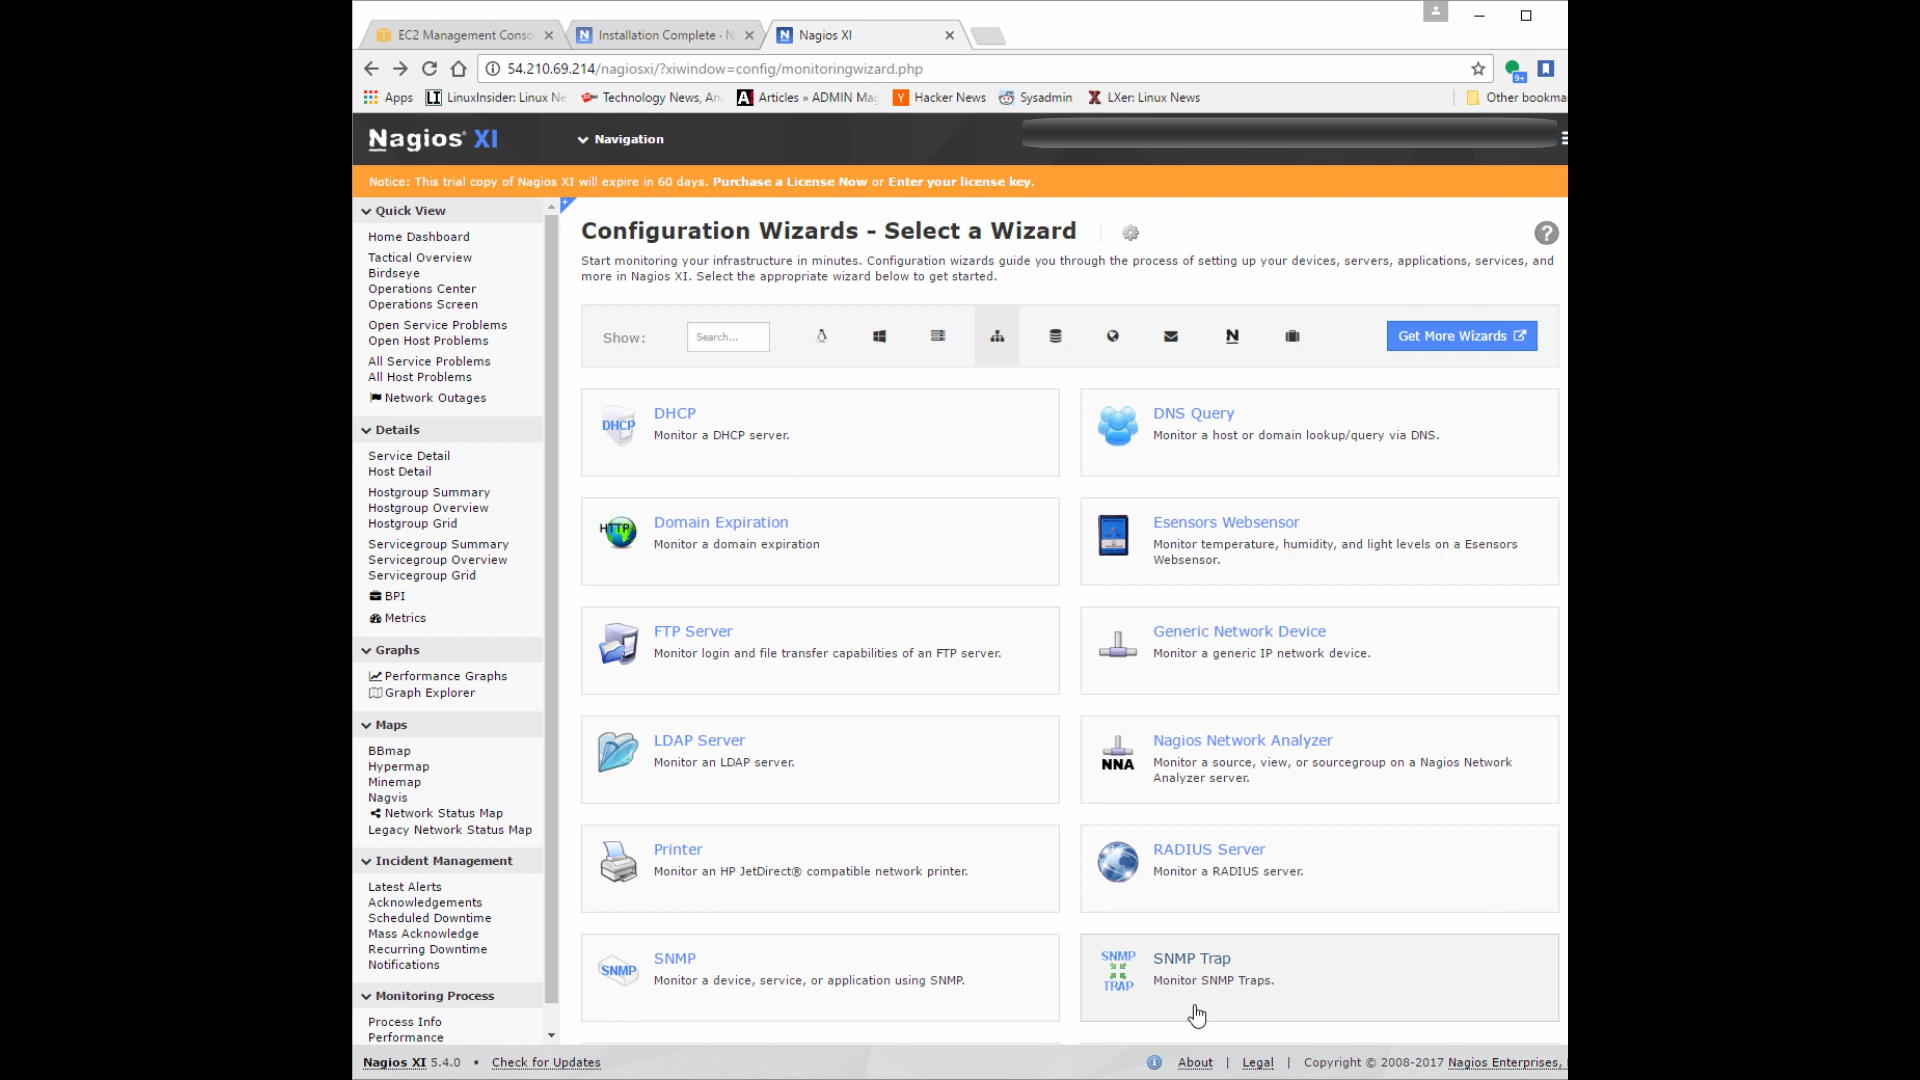 EC2 Management Conso
Installation Complete · N
Nagios XI
54.210.69.214/nagiosxi/?xiwindow=config/monitoringwizard.php
9+
Apps
LinuxInsider: Linux Ne
Technology News, An
Articles » ADMIN Mag
Hacker News
Sysadmin
LXer: Linux News
Other bookma
Nagios® XI
Navigation
Notice: This trial copy of Nagios XI will expire in 60 days. Purchase a License Now or Enter your license key.
Quick View
Home Dashboard
Tactical Overview
Birdseye
Operations Center
Operations Screen
Open Service Problems
Open Host Problems
All Service Problems
All Host Problems
Network Outages
Details
Service Detail
Host Detail
Hostgroup Summary
Hostgroup Overview
Hostgroup Grid
Servicegroup Summary
Servicegroup Overview
Servicegroup Grid
BPI
Metrics
Graphs
Performance Graphs
Graph Explorer
Maps
BBmap
Hypermap
Minemap
Nagvis
Network Status Map
Legacy Network Status Map
Incident Management
Latest Alerts
Acknowledgements
Scheduled Downtime
Mass Acknowledge
Recurring Downtime
Notifications
Monitoring Process
Process Info
Performance
Configuration Wizards - Select a Wizard
Start monitoring your infrastructure in minutes. Configuration wizards guide you through the process of setting up your devices, servers, applications, services, and
more in Nagios XI. Select the appropriate wizard below to get started.
Show:
Search...
N
Get More Wizards
DHCP
DHCP
Monitor a DHCP server.
DNS Query
Monitor a host or domain lookup/query via DNS.
HTTP
Domain Expiration
Monitor a domain expiration
Esensors Websensor
Monitor temperature, humidity, and light levels on a Esensors
Websensor.
FTP Server
Monitor login and file transfer capabilities of an FTP server.
Generic Network Device
Monitor a generic IP network device.
LDAP Server
Monitor an LDAP server.
NNA
Nagios Network Analyzer
Monitor a source, view, or sourcegroup on a Nagios Network
Analyzer server.
Printer
Monitor an HP JetDirect® compatible network printer.
RADIUS Server
Monitor a RADIUS server.
SNMP
SNMP
Monitor a device, service, or application using SNMP.
SNMP
TRAP
SNMP Trap
Monitor SNMP Traps.
Nagios XI 5.4.0 • Check for Updates
About | Legal | Copyright © 2008-2017 Nagios Enterprises,